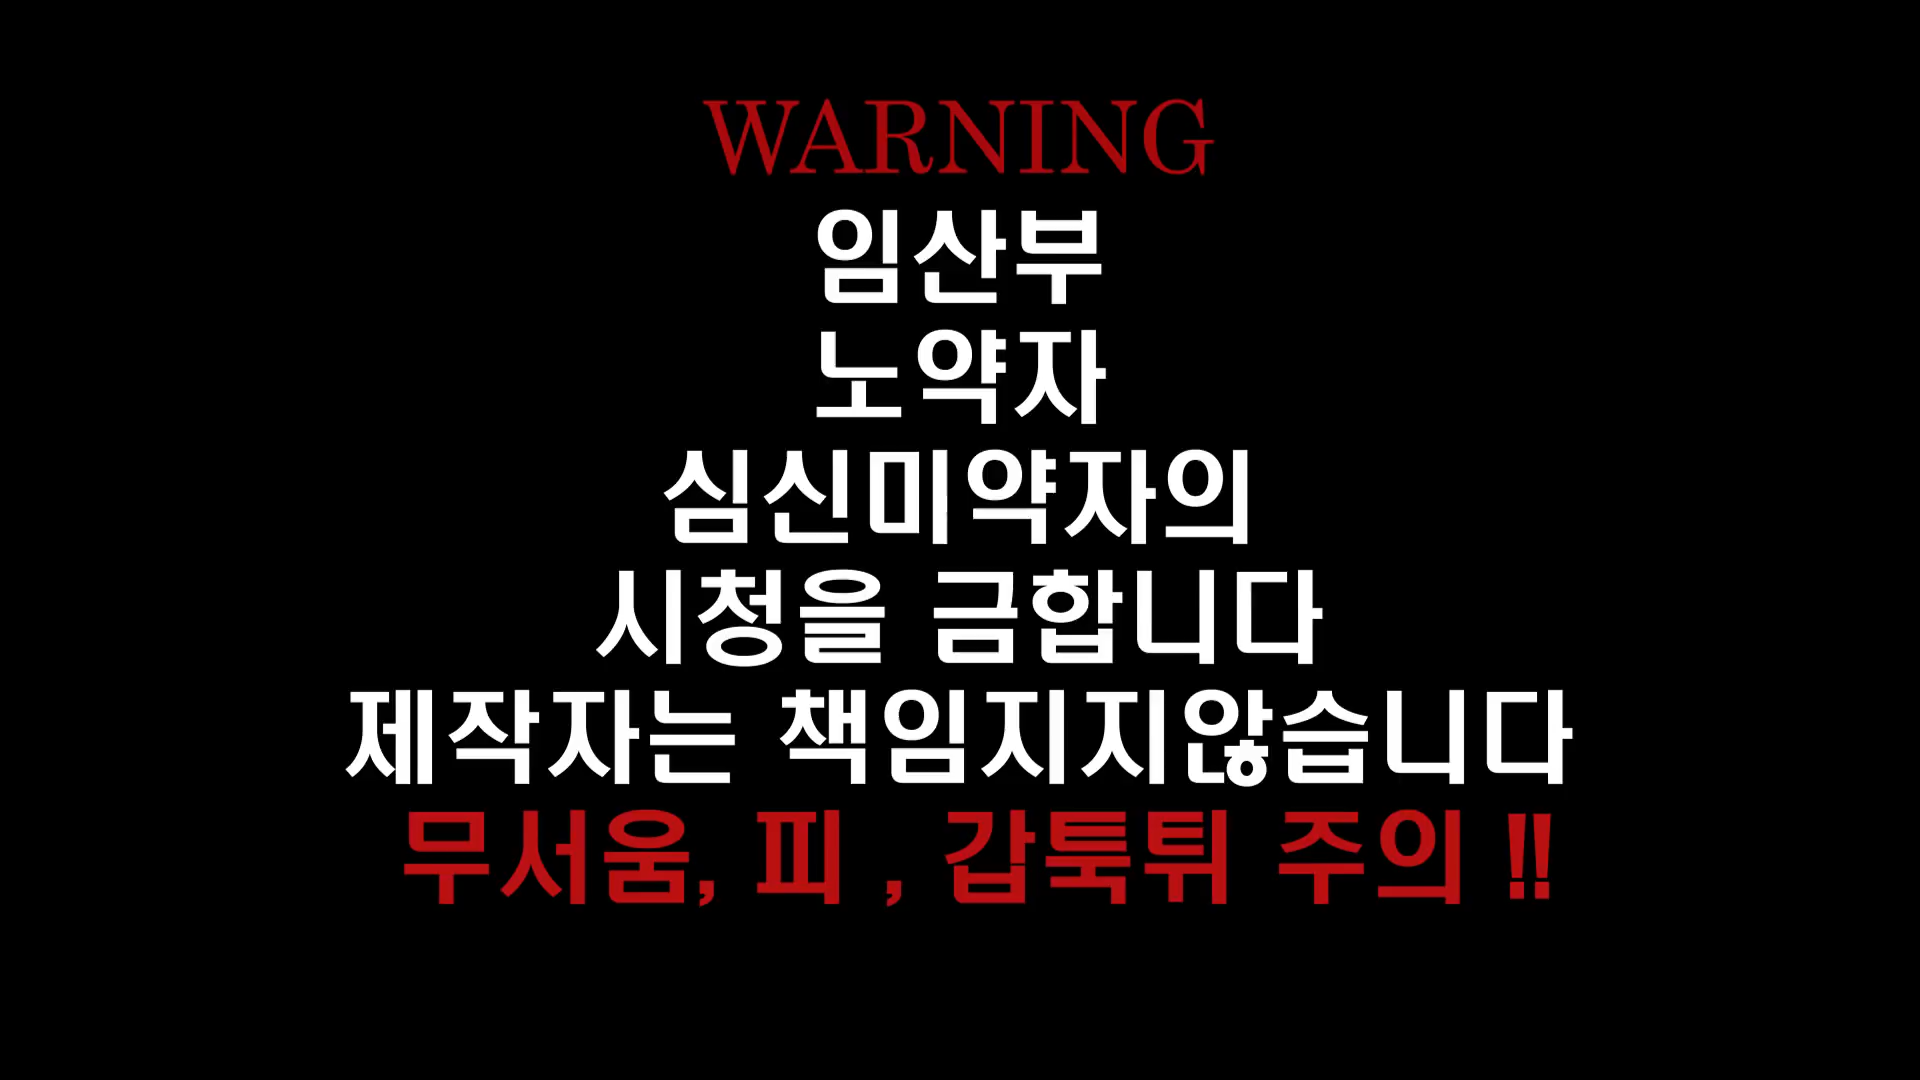 WARNING
임산부
노약자
심신미약자의
시청을 금합니다
제작자는 책임지지않습니다
무서움, 피 , 갑툭튀 주의 !!